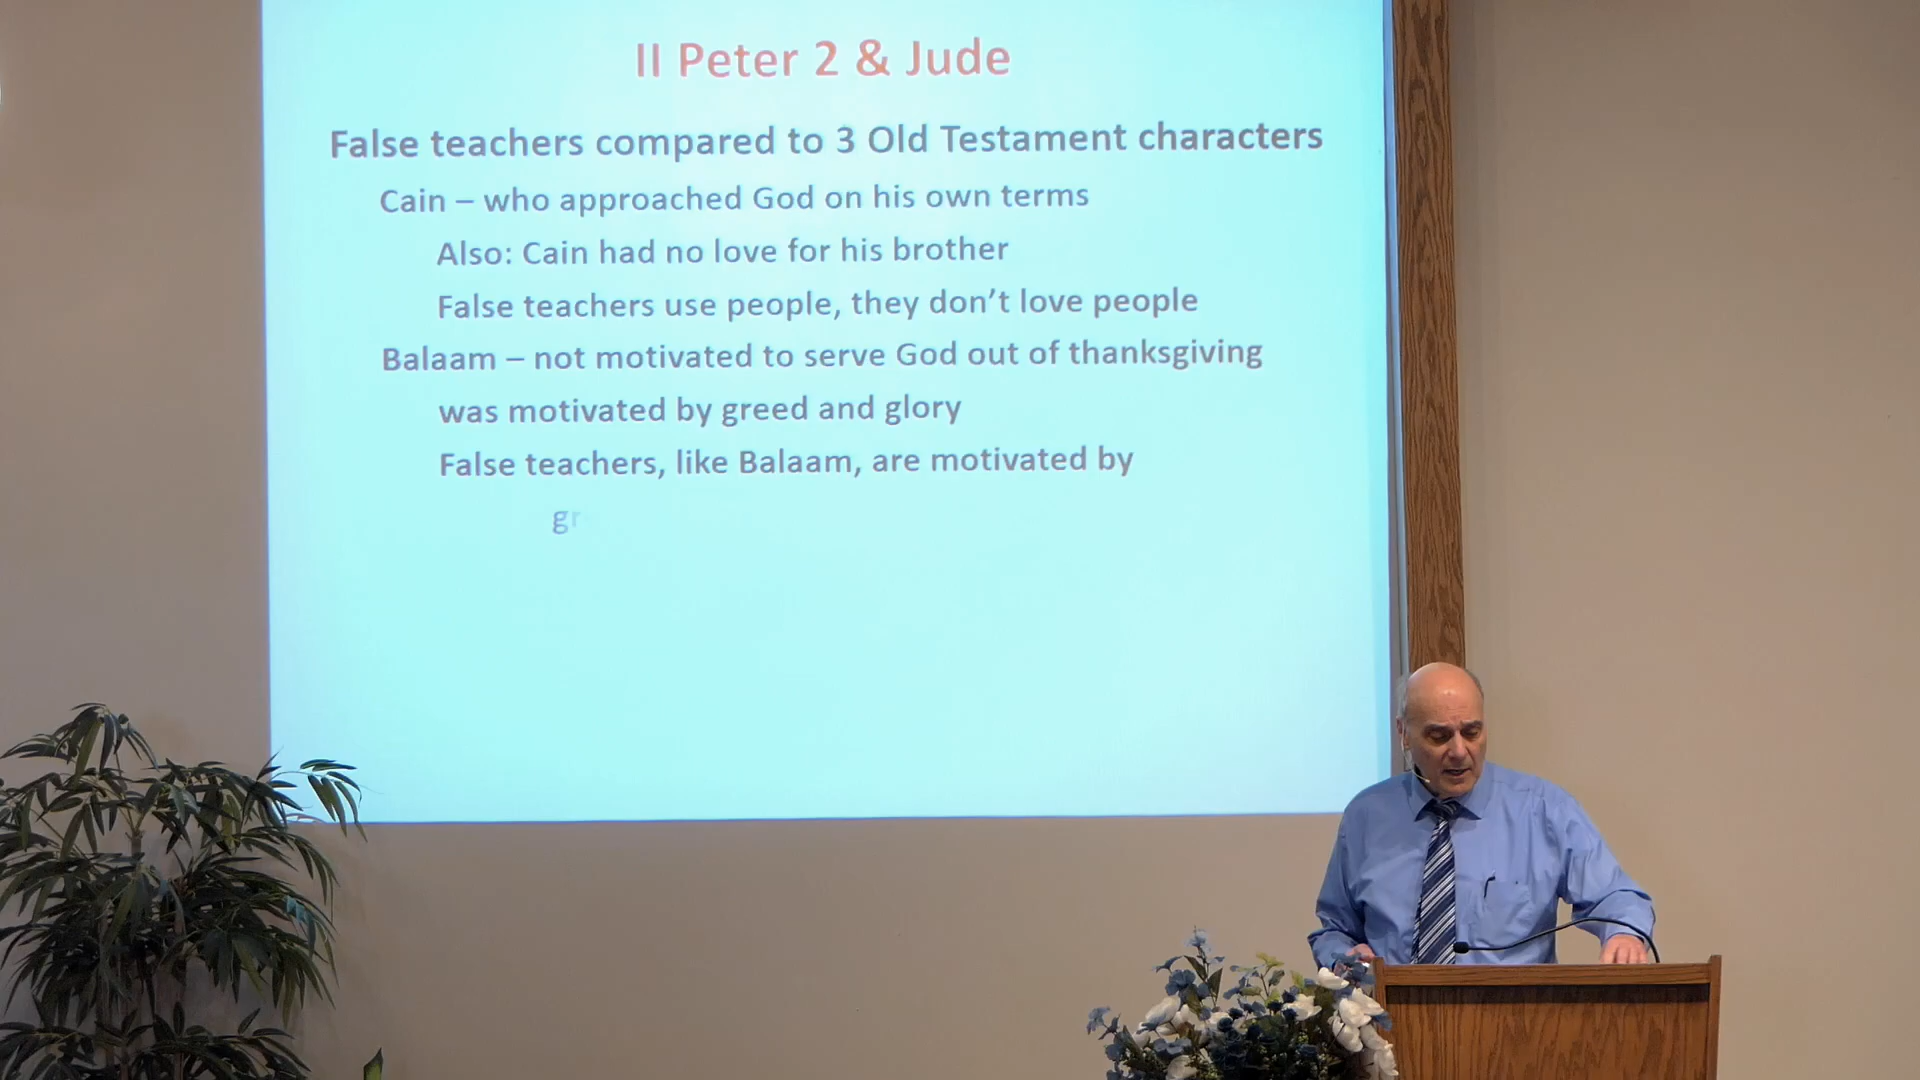 II Peter 2 & Jude
False teachers compared to 3 Old Testament characters
Cain – who approached God on his own terms
Also: Cain had no love for his brother
False teachers use people, they don’t love people
Balaam – not motivated to serve God out of thanksgiving
was motivated by greed and glory
False teachers, like Balaam, are motivated by
gr